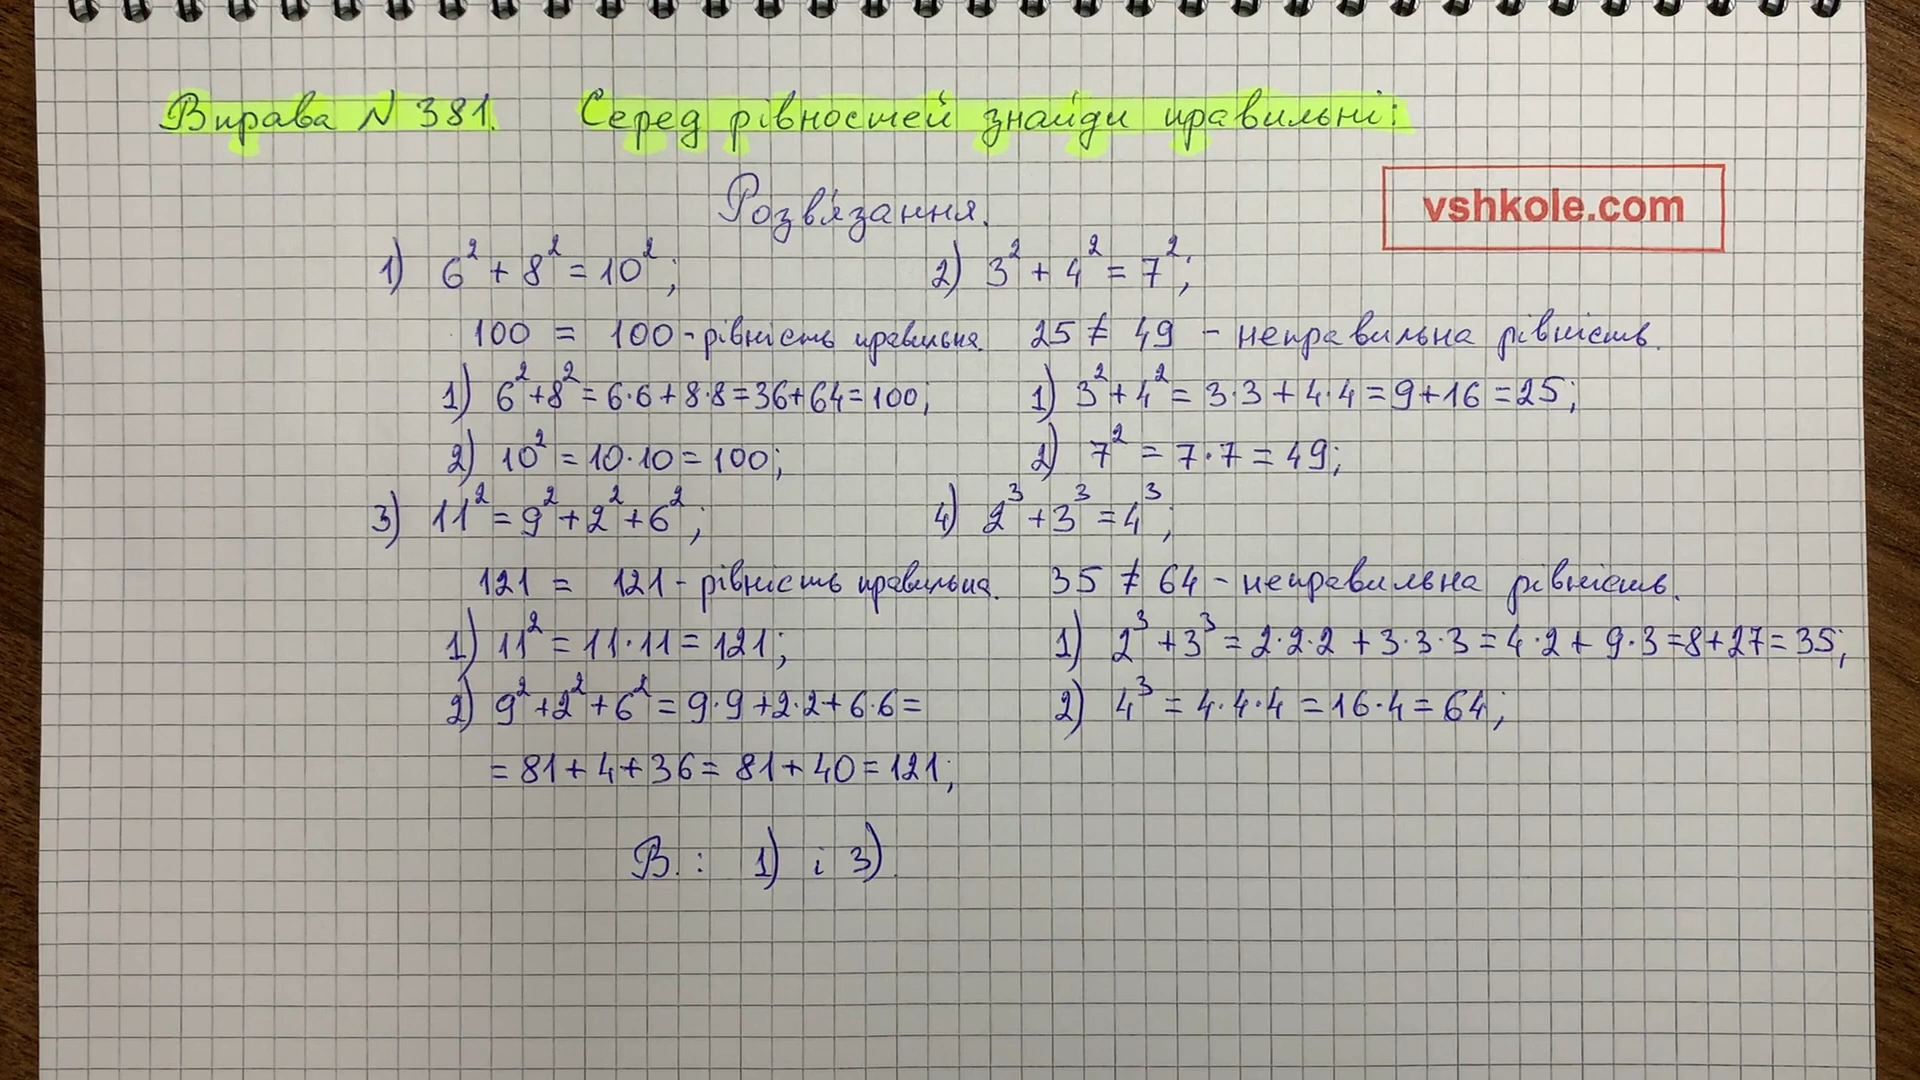 Вправа N 381. Серед рівностей знайди правильні:
vshkole.com
Розв'язання.
1) 6² + 8² = 10²; 2) 3² + 4² = 7²;
100 = 100 - рівність правильна. 25 ≠ 49 - неправильна рівність.
1) 6²+8² = 6·6 + 8·8 = 36+64 = 100; 1) 3²+4² = 3·3 + 4·4 = 9+16 = 25;
2) 10² = 10·10 = 100; 2) 7² = 7·7 = 49;
3) 11² = 9²+2²+6²; 4) 2³ + 3³ = 4³;
121 = 121 - рівність правильна. 35 ≠ 64 - неправильна рівність.
1) 11² = 11·11 = 121; 1) 2³ + 3³ = 2·2·2 + 3·3·3 = 4·2 + 9·3 = 8+27 = 35;
2) 9²+2²+6² = 9·9+2·2+6·6 = 2) 4³ = 4·4·4 = 16·4 = 64;
= 81+4+36 = 81+40 = 121;
В.: 1) і 3).